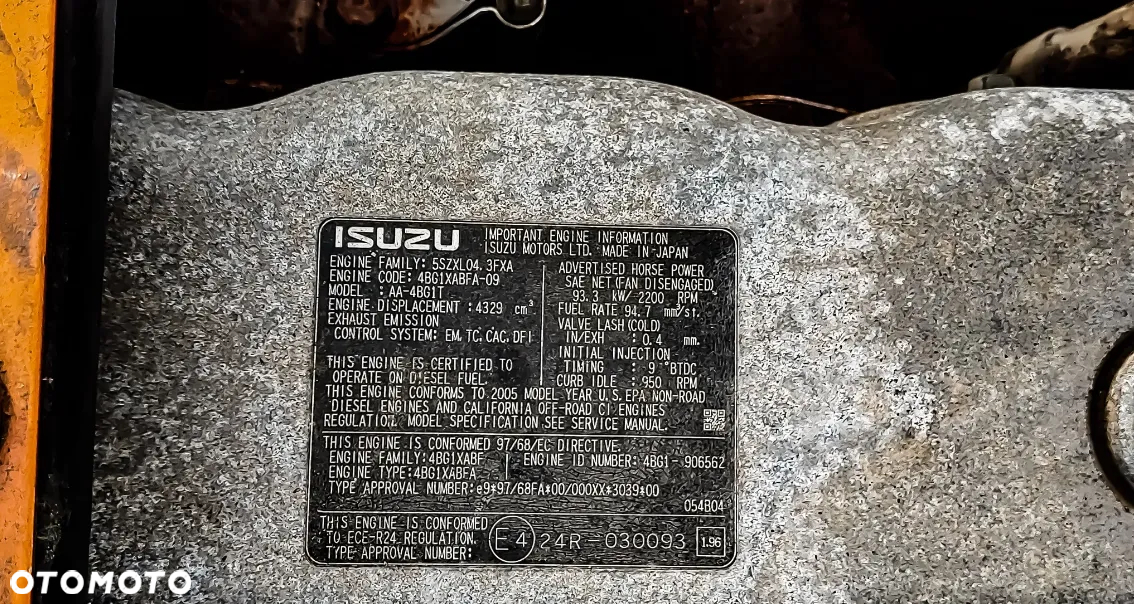 ISUZU
IMPORTANT ENGINE INFORMATION
ISUZU MOTORS LTD. MADE IN JAPAN
ENGINE FAMILY: 5SZXL04.3FXA
ENGINE CODE: 4BG1XABFA-09
MODEL : AA-4BG1T
ENGINE DISPLACEMENT :4329 cm³
EXHAUST EMISSION
CONTROL SYSTEM: EM, TC, CAC, DFI
THIS ENGINE IS CERTIFIED TO
OPERATE ON DIESEL FUEL.
ADVERTISED HORSE POWER
SAE NET(FAN DISENGAGED)
93.3 kW/ 2200 RPM
FUEL RATE 94.7 mm³/st.
VALVE LASH(COLD)
IN/EXH : 0.4 mm.
INITIAL INJECTION
TIMING : 9 °BTDC
CURB IDLE : 950 RPM
THIS ENGINE CONFORMS TO 2005 MODEL YEAR U.S. EPA NON-ROAD
DIESEL ENGINES AND CALIFORNIA OFF-ROAD CI ENGINES
REGULATION. MODEL SPECIFICATION SEE SERVICE MANUAL.
THIS ENGINE IS CONFORMED 97/68/EC DIRECTIVE
ENGINE FAMILY:4BG1XABF
ENGINE ID NUMBER: 4BG1-906562
ENGINE TYPE:4BG1XABFA
TYPE APPROVAL NUMBER:e9*97/68FA*00/000XX*3039*00
054B04
THIS ENGINE IS CONFORMED
TO ECE-R24 REGULATION.
TYPE APPROVAL NUMBER:
E4 24R-030093 1.96
OTOMOTO